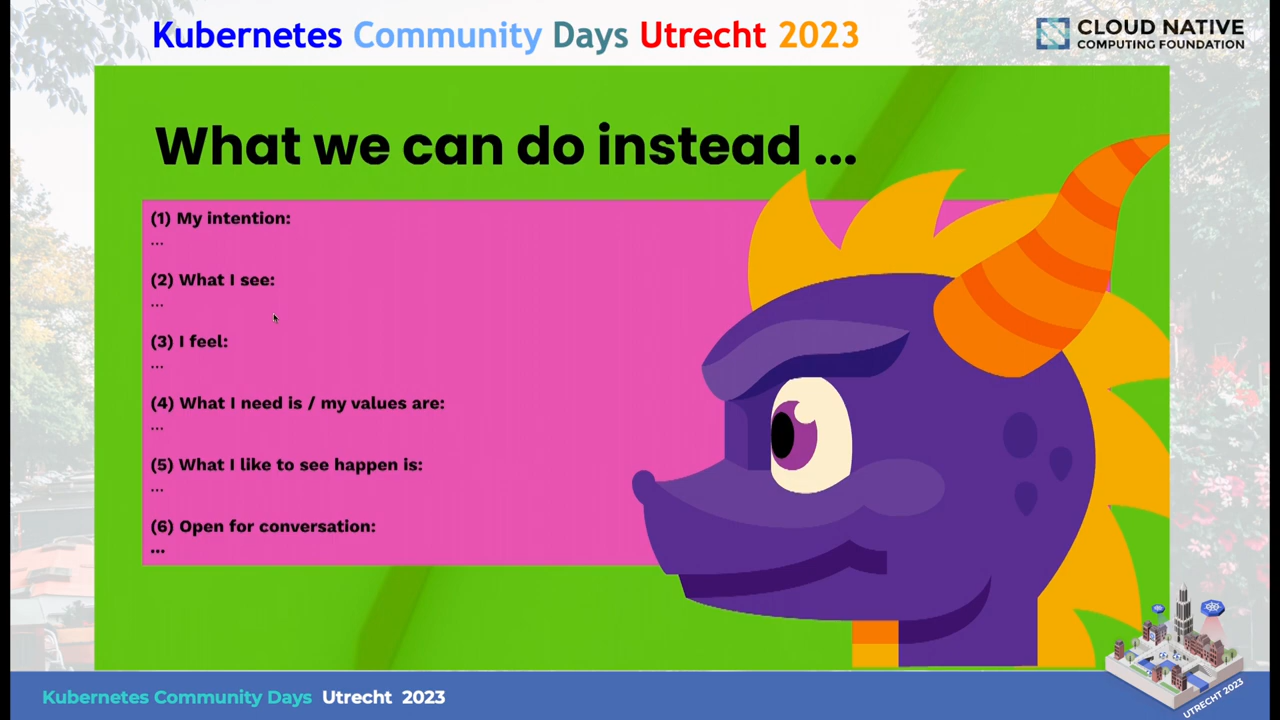 Kubernetes Community Days Utrecht 2023
CLOUD NATIVE
COMPUTING FOUNDATION
What we can do instead ...
(1) My intention:
...
(2) What I see:
...
(3) I feel:
...
(4) What I need is / my values are:
...
(5) What I like to see happen is:
...
(6) Open for conversation:
...
Kubernetes Community Days Utrecht 2023
UTRECHT 2023